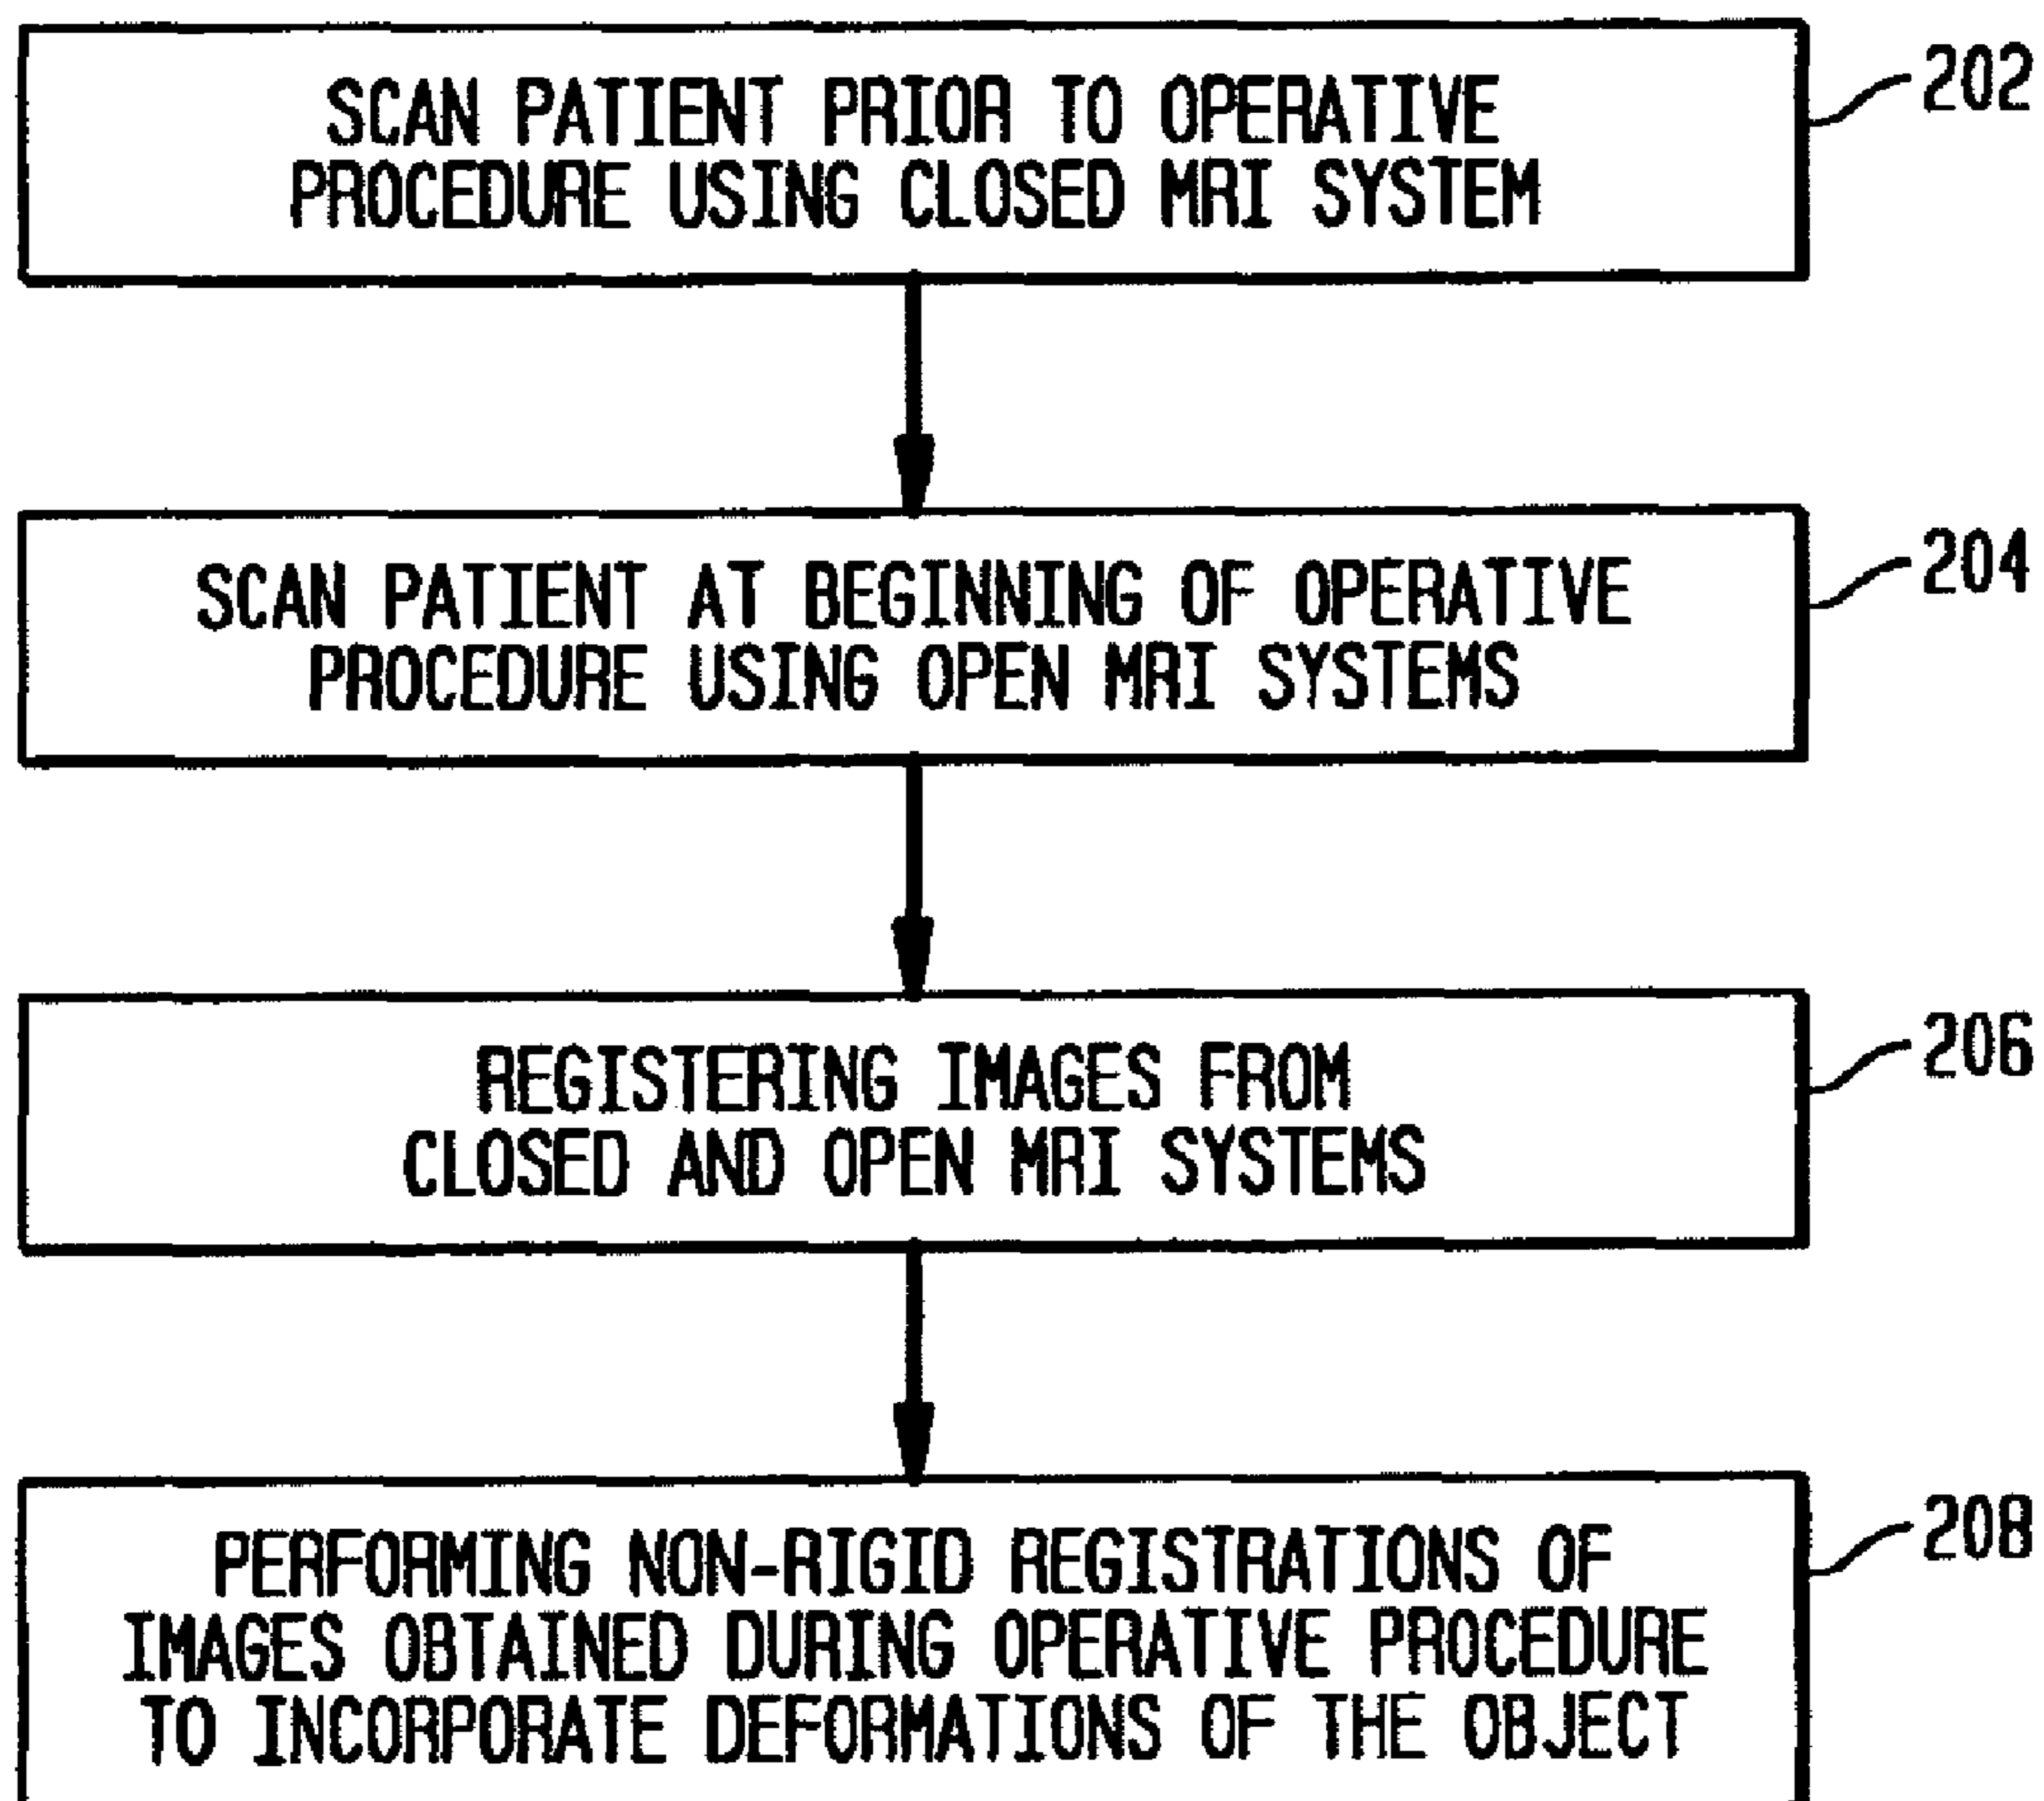 SCAN PATIENT PRIOR TO OPERATIVE
PROCEDURE USING CLOSED MRI SYSTEM
202
SCAN PATIENT AT BEGINNING OF OPERATIVE
PROCEDURE USING OPEN MRI SYSTEMS
204
REGISTERING IMAGES FROM
CLOSED AND OPEN MRI SYSTEMS
206
PERFORMING NON-RIGID REGISTRATIONS OF
IMAGES OBTAINED DURING OPERATIVE PROCEDURE
TO INCORPORATE DEFORMATIONS OF THE OBJECT
208